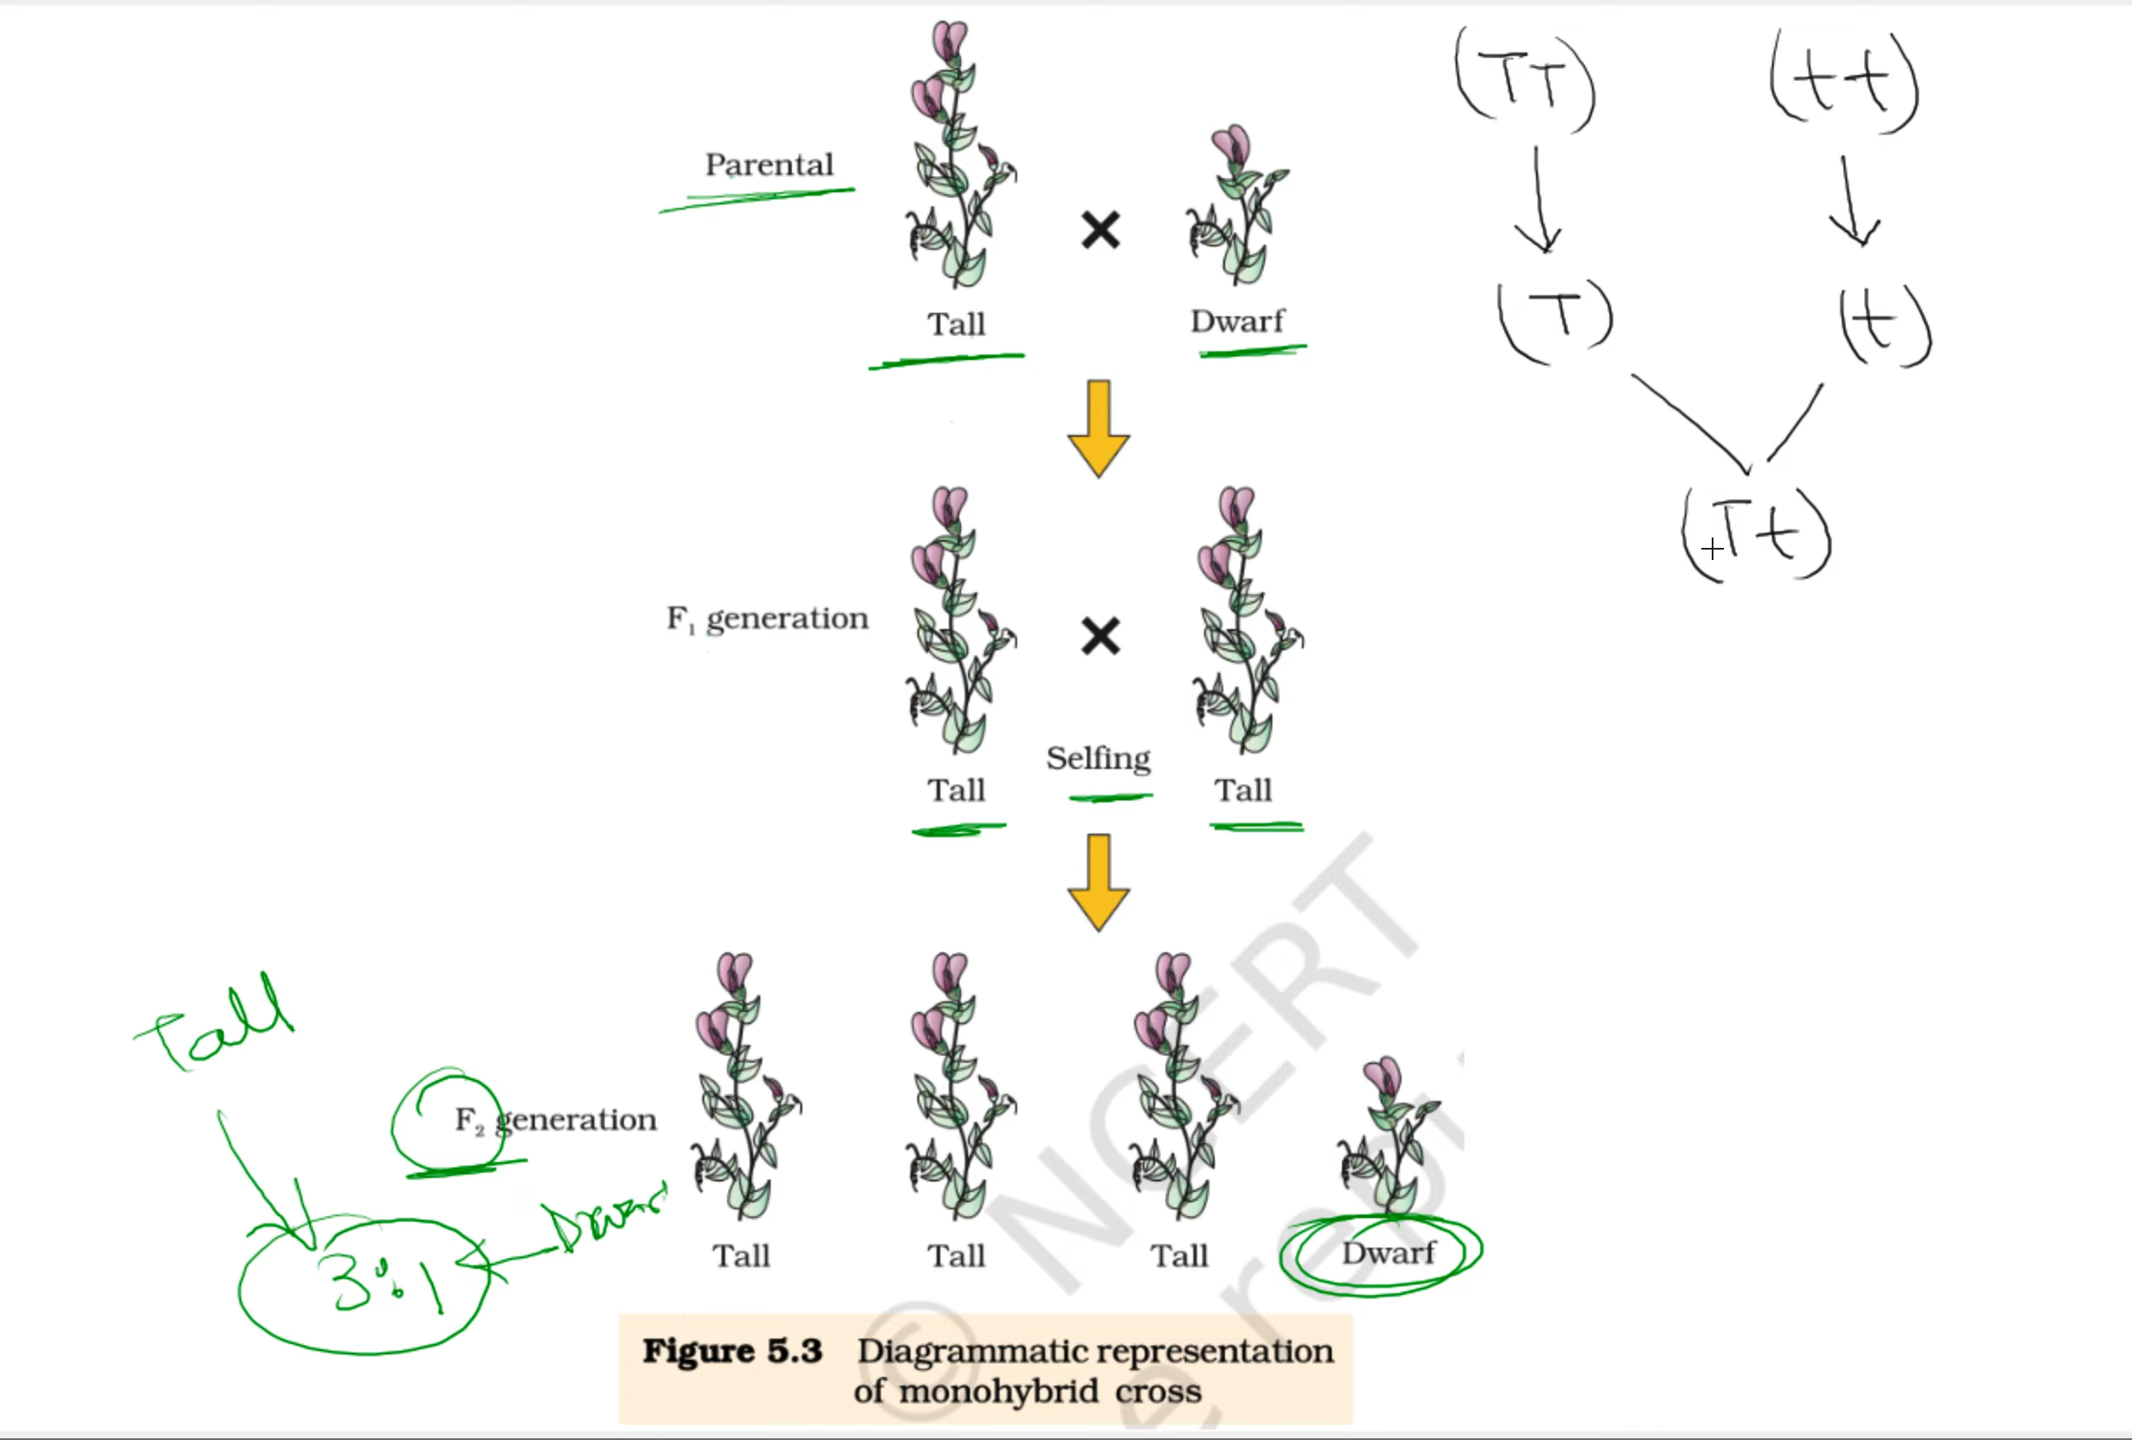 (TT) (tt)
Parental
(T) (t)
Tall Dwarf
(Tt)
F₁ generation
Selfing
Tall Tall
Tall
F₂ generation
3:1
Tall Tall Tall Dwarf
Figure 5.3 Diagrammatic representation
of monohybrid cross
© NCERT